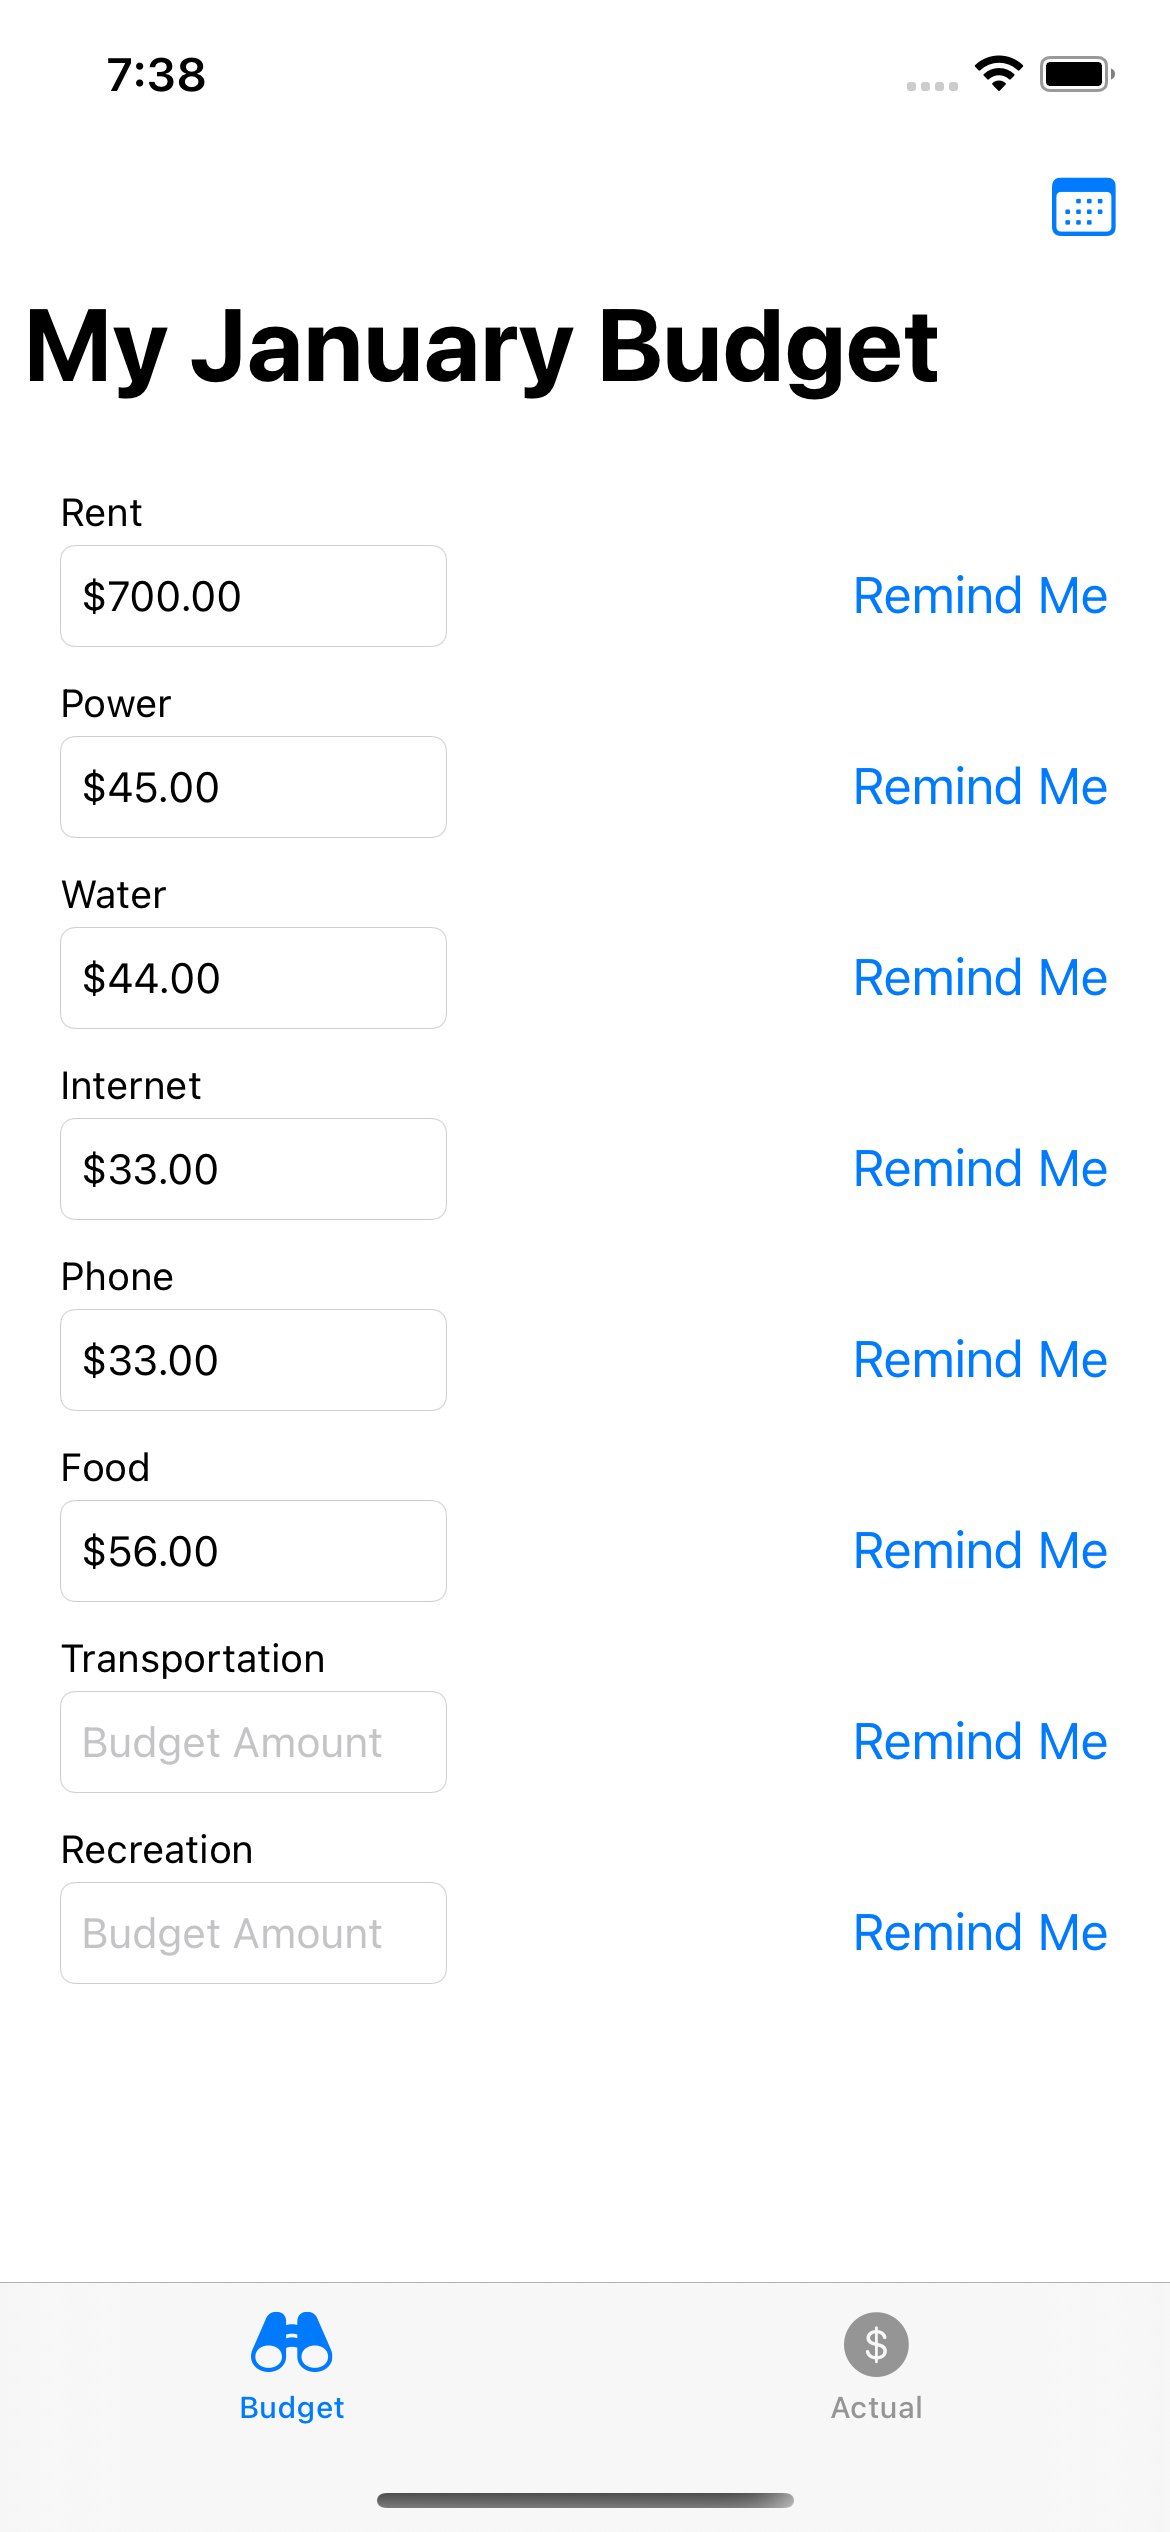 7:38
My January Budget
Rent
$700.00 Remind Me
Power
$45.00 Remind Me
Water
$44.00 Remind Me
Internet
$33.00 Remind Me
Phone
$33.00 Remind Me
Food
$56.00 Remind Me
Transportation
Budget Amount Remind Me
Recreation
Budget Amount Remind Me
$
Budget Actual